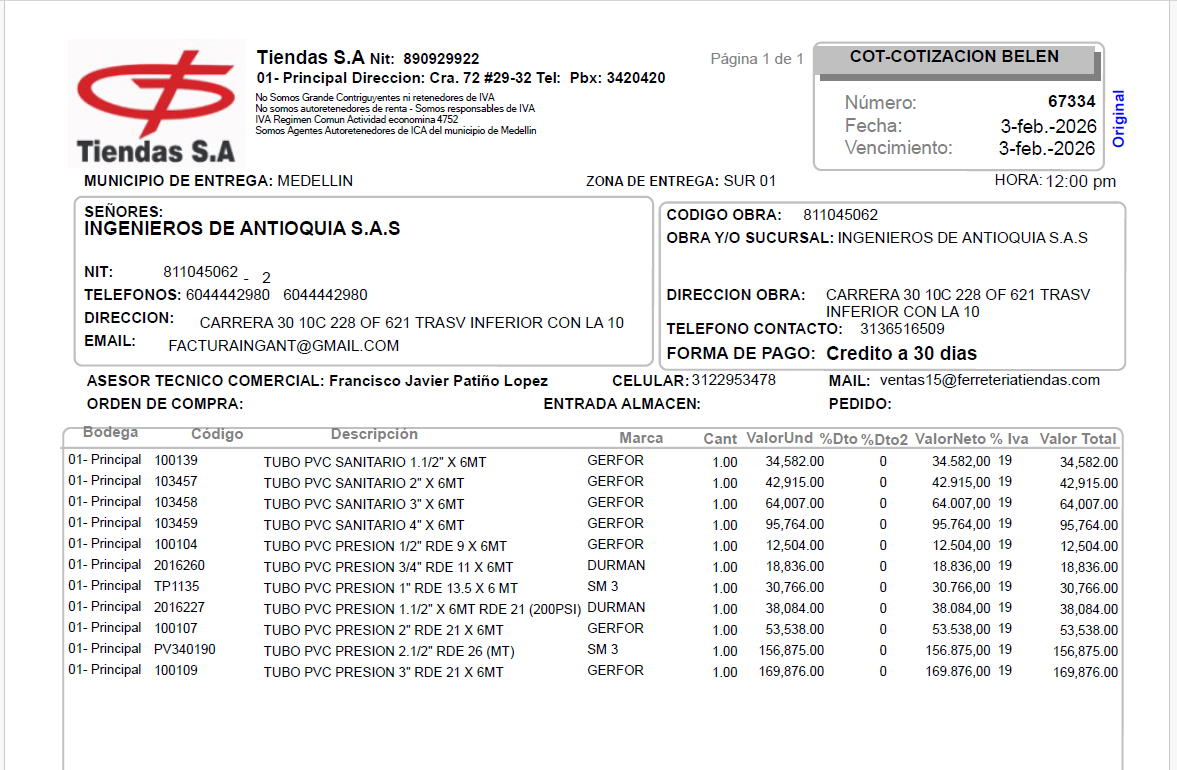 Tiendas S.A
Tiendas S.A Nit: 890929922
01- Principal Direccion: Cra. 72 #29-32 Tel: Pbx: 3420420
No Somos Grande Contriguyentes ni retenedores de IVA
No somos autoretenedores de renta - Somos responsables de IVA
IVA Regimen Comun Actividad economina 4752
Somos Agentes Autoretenedores de ICA del municipio de Medellin
Página 1 de 1
COT-COTIZACION BELEN
Número: 67334
Fecha: 3-feb.-2026
Vencimiento: 3-feb.-2026
Original
MUNICIPIO DE ENTREGA: MEDELLIN ZONA DE ENTREGA: SUR 01 HORA: 12:00 pm
SEÑORES:
INGENIEROS DE ANTIOQUIA S.A.S
NIT: 811045062 - 2
TELEFONOS: 6044442980 6044442980
DIRECCION: CARRERA 30 10C 228 OF 621 TRASV INFERIOR CON LA 10
EMAIL: FACTURAINGANT@GMAIL.COM
CODIGO OBRA: 811045062
OBRA Y/O SUCURSAL: INGENIEROS DE ANTIOQUIA S.A.S
DIRECCION OBRA: CARRERA 30 10C 228 OF 621 TRASV
INFERIOR CON LA 10
TELEFONO CONTACTO: 3136516509
FORMA DE PAGO: Credito a 30 dias
ASESOR TECNICO COMERCIAL: Francisco Javier Patiño Lopez CELULAR: 3122953478 MAIL: ventas15@ferreteriatiendas.com
ORDEN DE COMPRA: ENTRADA ALMACEN: PEDIDO:
Bodega Código Descripción Marca Cant ValorUnd %Dto %Dto2 ValorNeto % Iva Valor Total
01- Principal 100139 TUBO PVC SANITARIO 1.1/2" X 6MT GERFOR 1.00 34,582.00 0 34.582,00 19 34,582.00
01- Principal 103457 TUBO PVC SANITARIO 2" X 6MT GERFOR 1.00 42,915.00 0 42.915,00 19 42,915.00
01- Principal 103458 TUBO PVC SANITARIO 3" X 6MT GERFOR 1.00 64,007.00 0 64.007,00 19 64,007.00
01- Principal 103459 TUBO PVC SANITARIO 4" X 6MT GERFOR 1.00 95,764.00 0 95.764,00 19 95,764.00
01- Principal 100104 TUBO PVC PRESION 1/2" RDE 9 X 6MT GERFOR 1.00 12,504.00 0 12.504,00 19 12,504.00
01- Principal 2016260 TUBO PVC PRESION 3/4" RDE 11 X 6MT DURMAN 1.00 18,836.00 0 18.836,00 19 18,836.00
01- Principal TP1135 TUBO PVC PRESION 1" RDE 13.5 X 6 MT SM 3 1.00 30,766.00 0 30.766,00 19 30,766.00
01- Principal 2016227 TUBO PVC PRESION 1.1/2" X 6MT RDE 21 (200PSI) DURMAN 1.00 38,084.00 0 38.084,00 19 38,084.00
01- Principal 100107 TUBO PVC PRESION 2" RDE 21 X 6MT GERFOR 1.00 53,538.00 0 53.538,00 19 53,538.00
01- Principal PV340190 TUBO PVC PRESION 2.1/2" RDE 26 (MT) SM 3 1.00 156,875.00 0 156.875,00 19 156,875.00
01- Principal 100109 TUBO PVC PRESION 3" RDE 21 X 6MT GERFOR 1.00 169,876.00 0 169.876,00 19 169,876.00